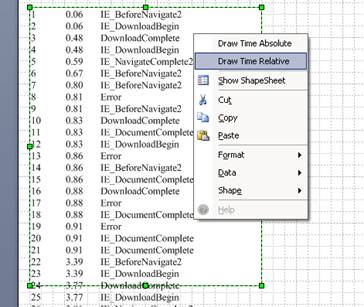 1 0.06 IE_BeforeNavigate2
2 0.06 IE_DownloadBegin
3 0.48 DownloadComplete
4 0.48 IE_DownloadBegin
5 0.59 IE_NavigateComplete2
6 0.67 IE_BeforeNavigate2
7 0.80 IE_BeforeNavigate2
8 0.81 Error
9 0.81 IE_BeforeNavigate2
10 0.83 DownloadComplete
11 0.83 IE_DocumentComplete
12 0.83 IE_DownloadBegin
13 0.86 Error
14 0.86 IE_BeforeNavigate2
15 0.86 IE_DocumentComplete
16 0.88 DownloadComplete
17 0.88 Error
18 0.88 IE_DocumentComplete
19 0.91 Error
20 0.91 IE_DocumentComplete
21 0.91 IE_DocumentComplete
22 3.39 IE_BeforeNavigate2
23 3.39 IE_DownloadBegin
24 3.77 DownloadComplete
25 3.77 IE_DownloadBegin
Draw Time Absolute
Draw Time Relative
Show ShapeSheet
Cut
Copy
Paste
Format
Data
Shape
Help